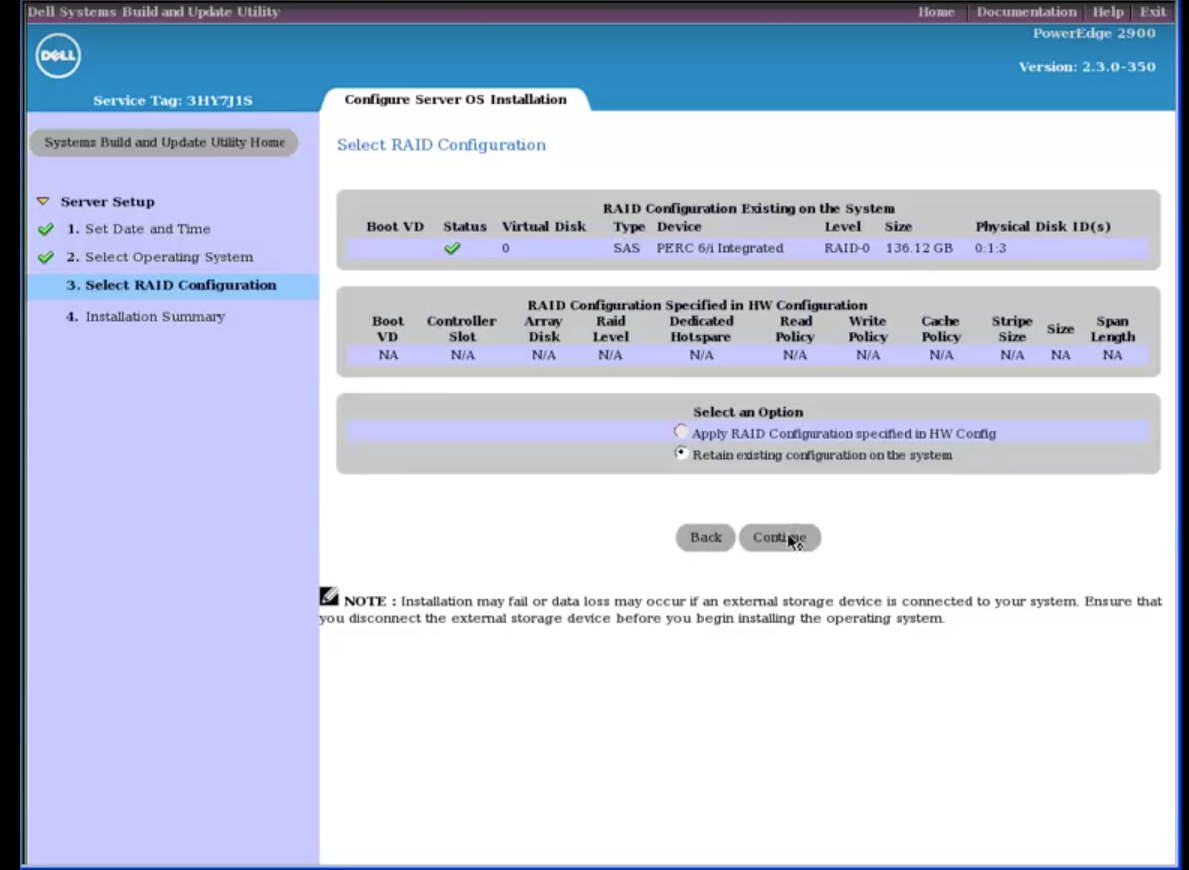 Dell Systems Build and Update Utility
Home Documentation Help Exit
DELL
PowerEdge 2900
Version: 2.3.0-350
Service Tag: 3HY7J1S
Configure Server OS Installation
Systems Build and Update Utility Home
Select RAID Configuration
Server Setup
1. Set Date and Time
2. Select Operating System
3. Select RAID Configuration
4. Installation Summary
RAID Configuration Existing on the System
Boot VD Status Virtual Disk Type Device Level Size Physical Disk ID(s)
0 SAS PERC 6/i Integrated RAID-0 136.12 GB 0:1:3
RAID Configuration Specified in HW Configuration
Boot VD Controller Slot Array Disk Raid Level Dedicated Hotspare Read Policy Write Policy Cache Policy Stripe Size Size Span Length
NA N/A N/A N/A N/A N/A N/A N/A N/A NA NA
Select an Option
Apply RAID Configuration specified in HW Config
Retain existing configuration on the system
Back Continue
NOTE : Installation may fail or data loss may occur if an external storage device is connected to your system. Ensure that
you disconnect the external storage device before you begin installing the operating system.